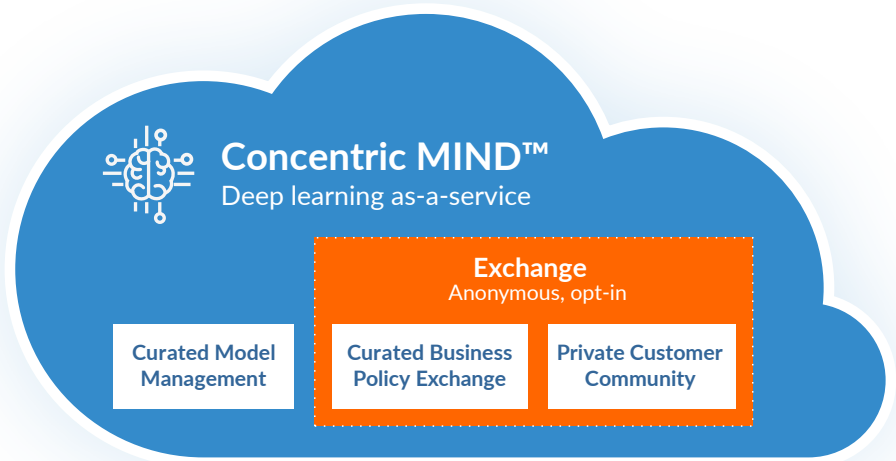 Concentric MIND™
Deep learning as-a-service
Exchange
Anonymous, opt-in
Curated Model
Management
Curated Business
Policy Exchange
Private Customer
Community